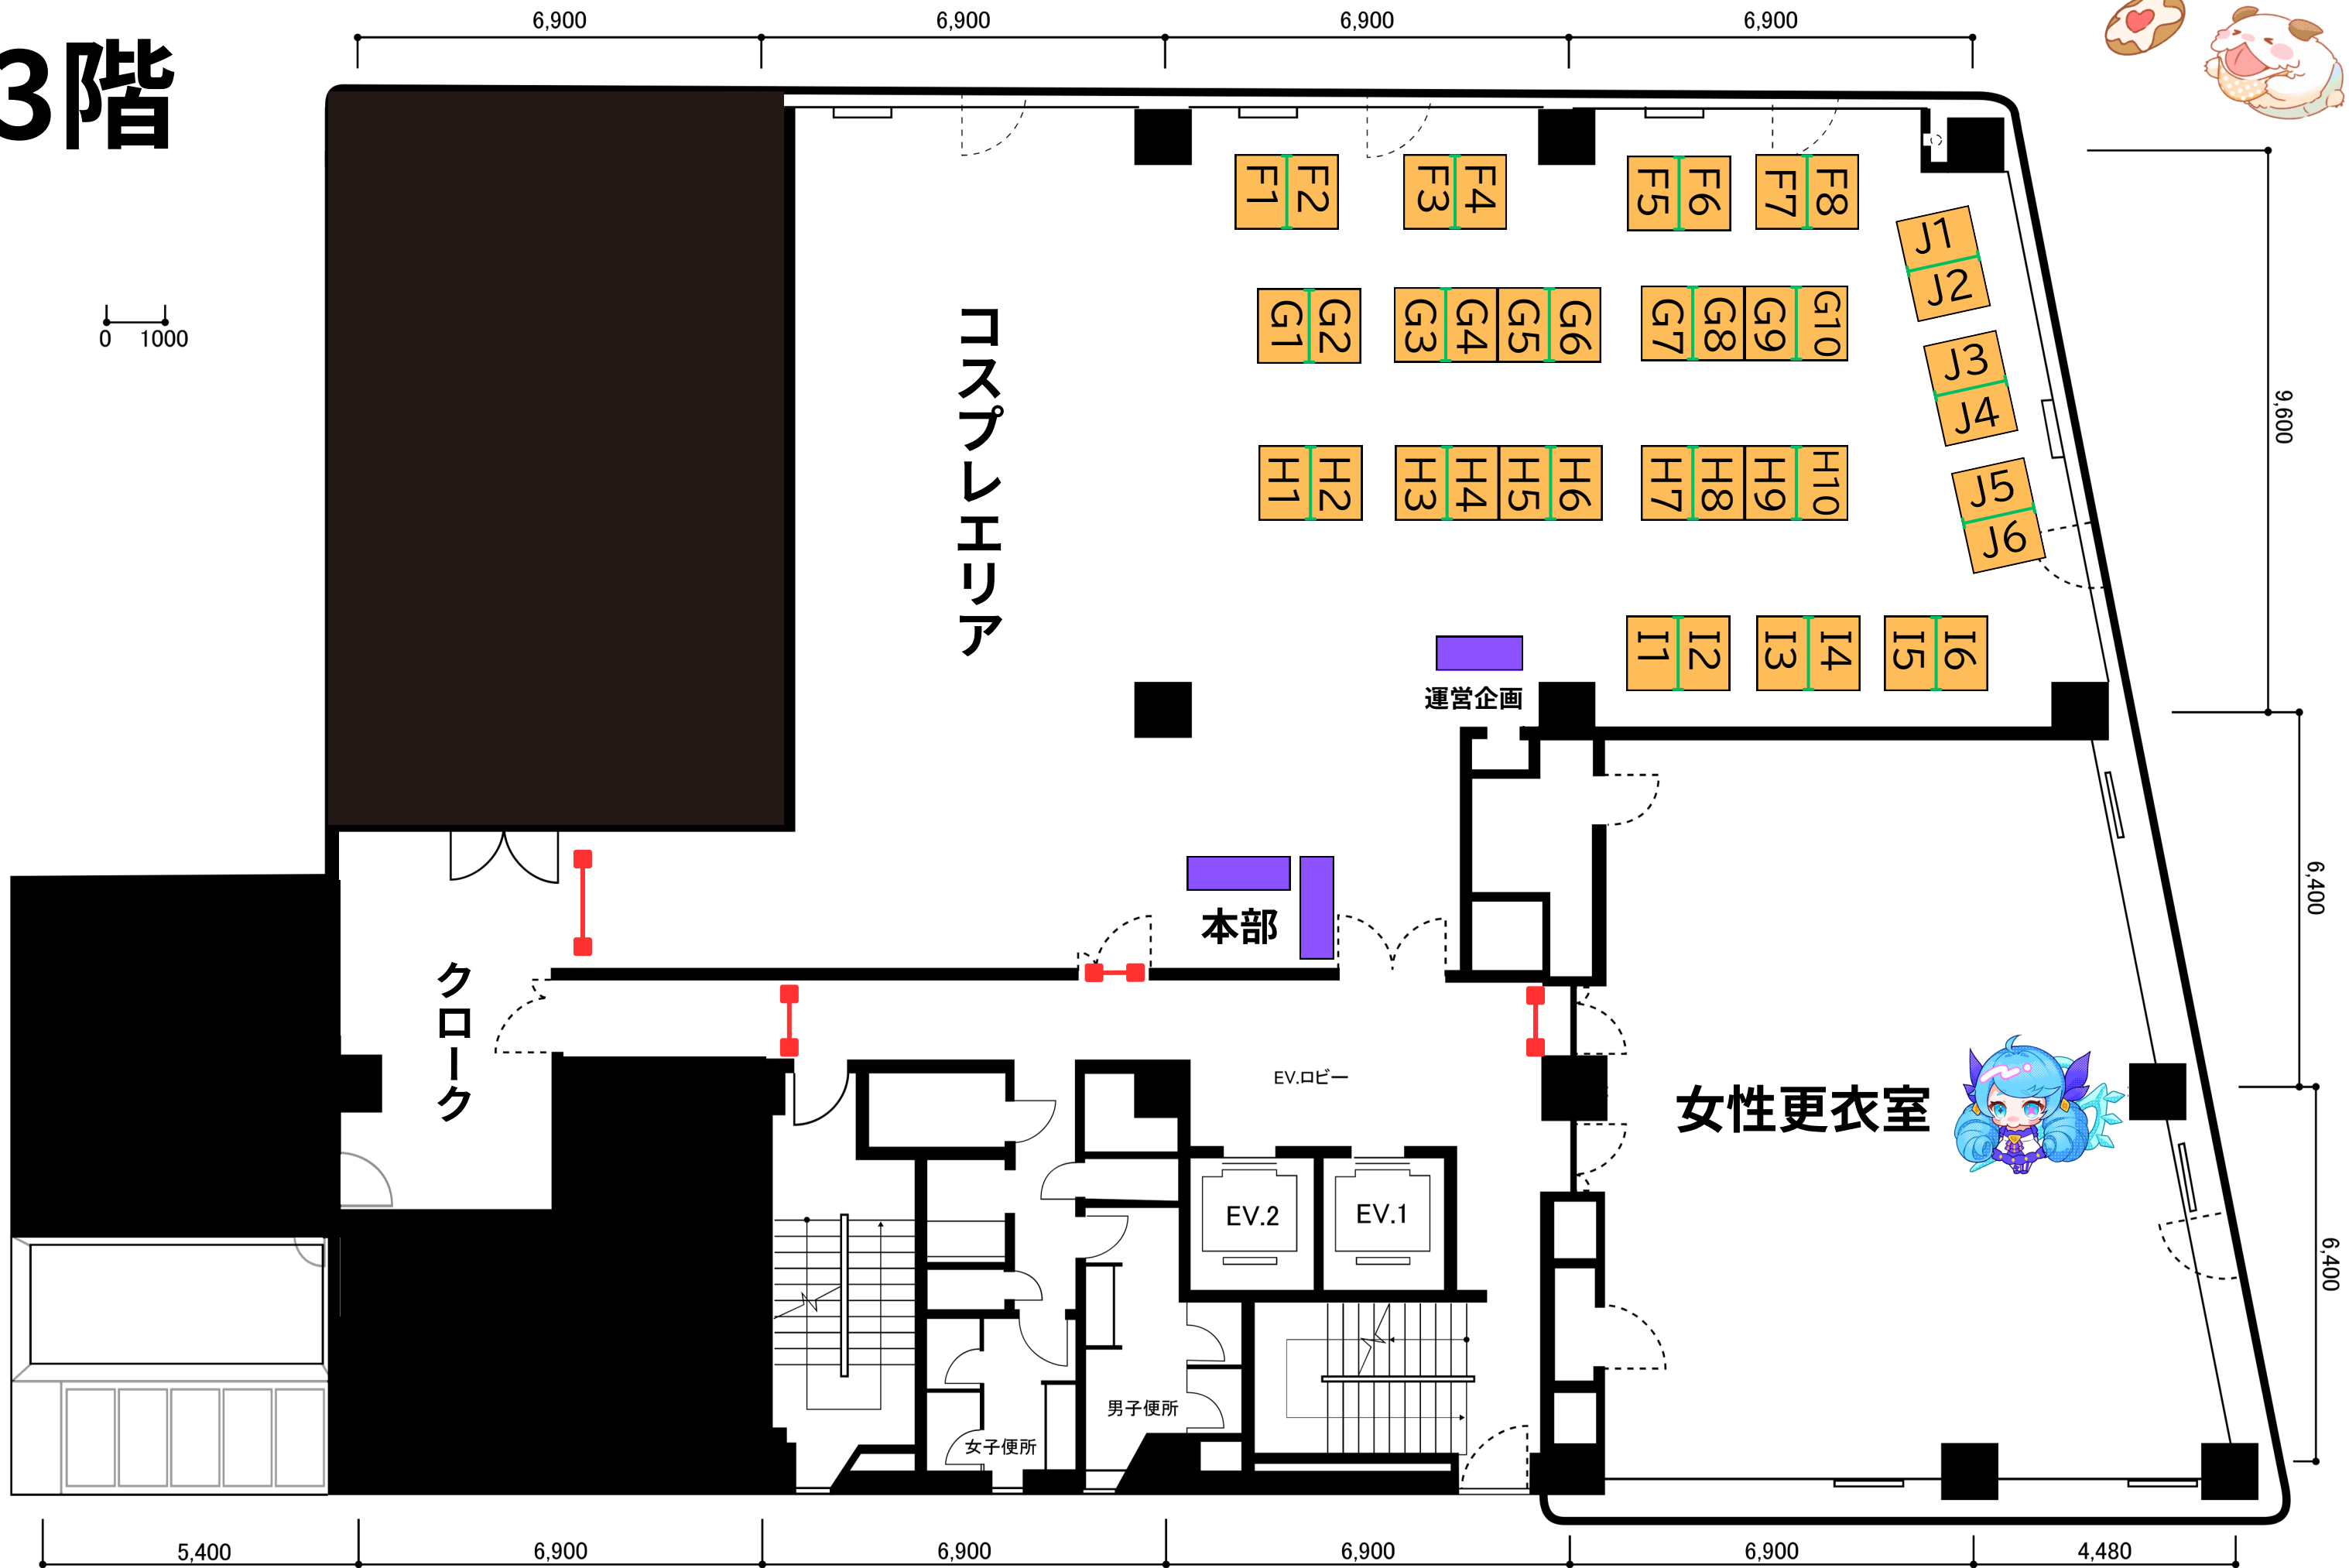 6,900
6,900
6,900
6,900
3階
0 1000
F1 F2
F3 F4
F5 F6
F7 F8
J1
J2
G1 G2
G3 G4 G5 G6
G7 G8 G9 G10
J3
J4
コスプレエリア
9,600
H1 H2
H3 H4 H5 H6
H7 H8 H9 H10
J5
J6
I1 I2
I3 I4
I5 I6
運営企画
6,400
本部
クローク
EV.ロビー
女性更衣室
EV.2
EV.1
6,400
男子便所
女子便所
5,400
6,900
6,900
6,900
6,900
4,480